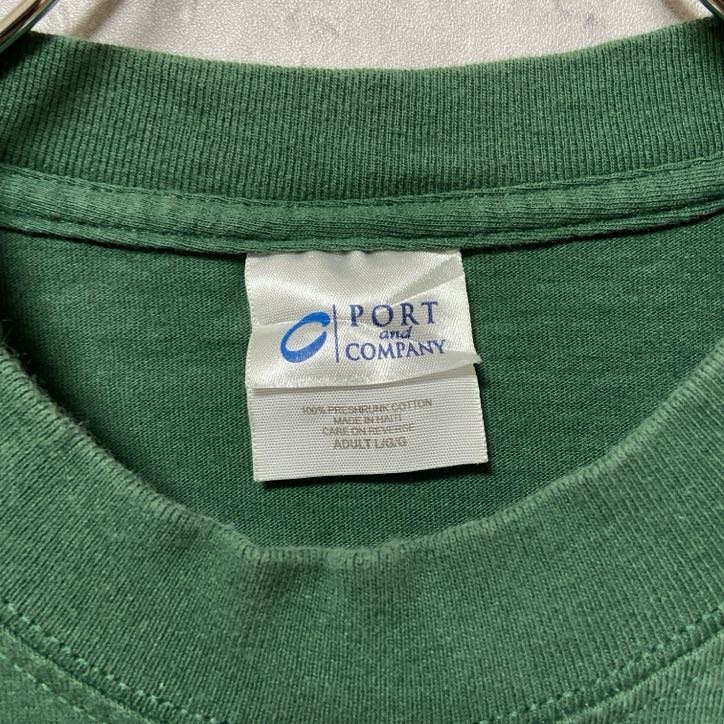 PORT
and
COMPANY
100% PRESHRUNK COTTON
MADE IN HAITI
CARE ON REVERSE
ADULT L/G/G